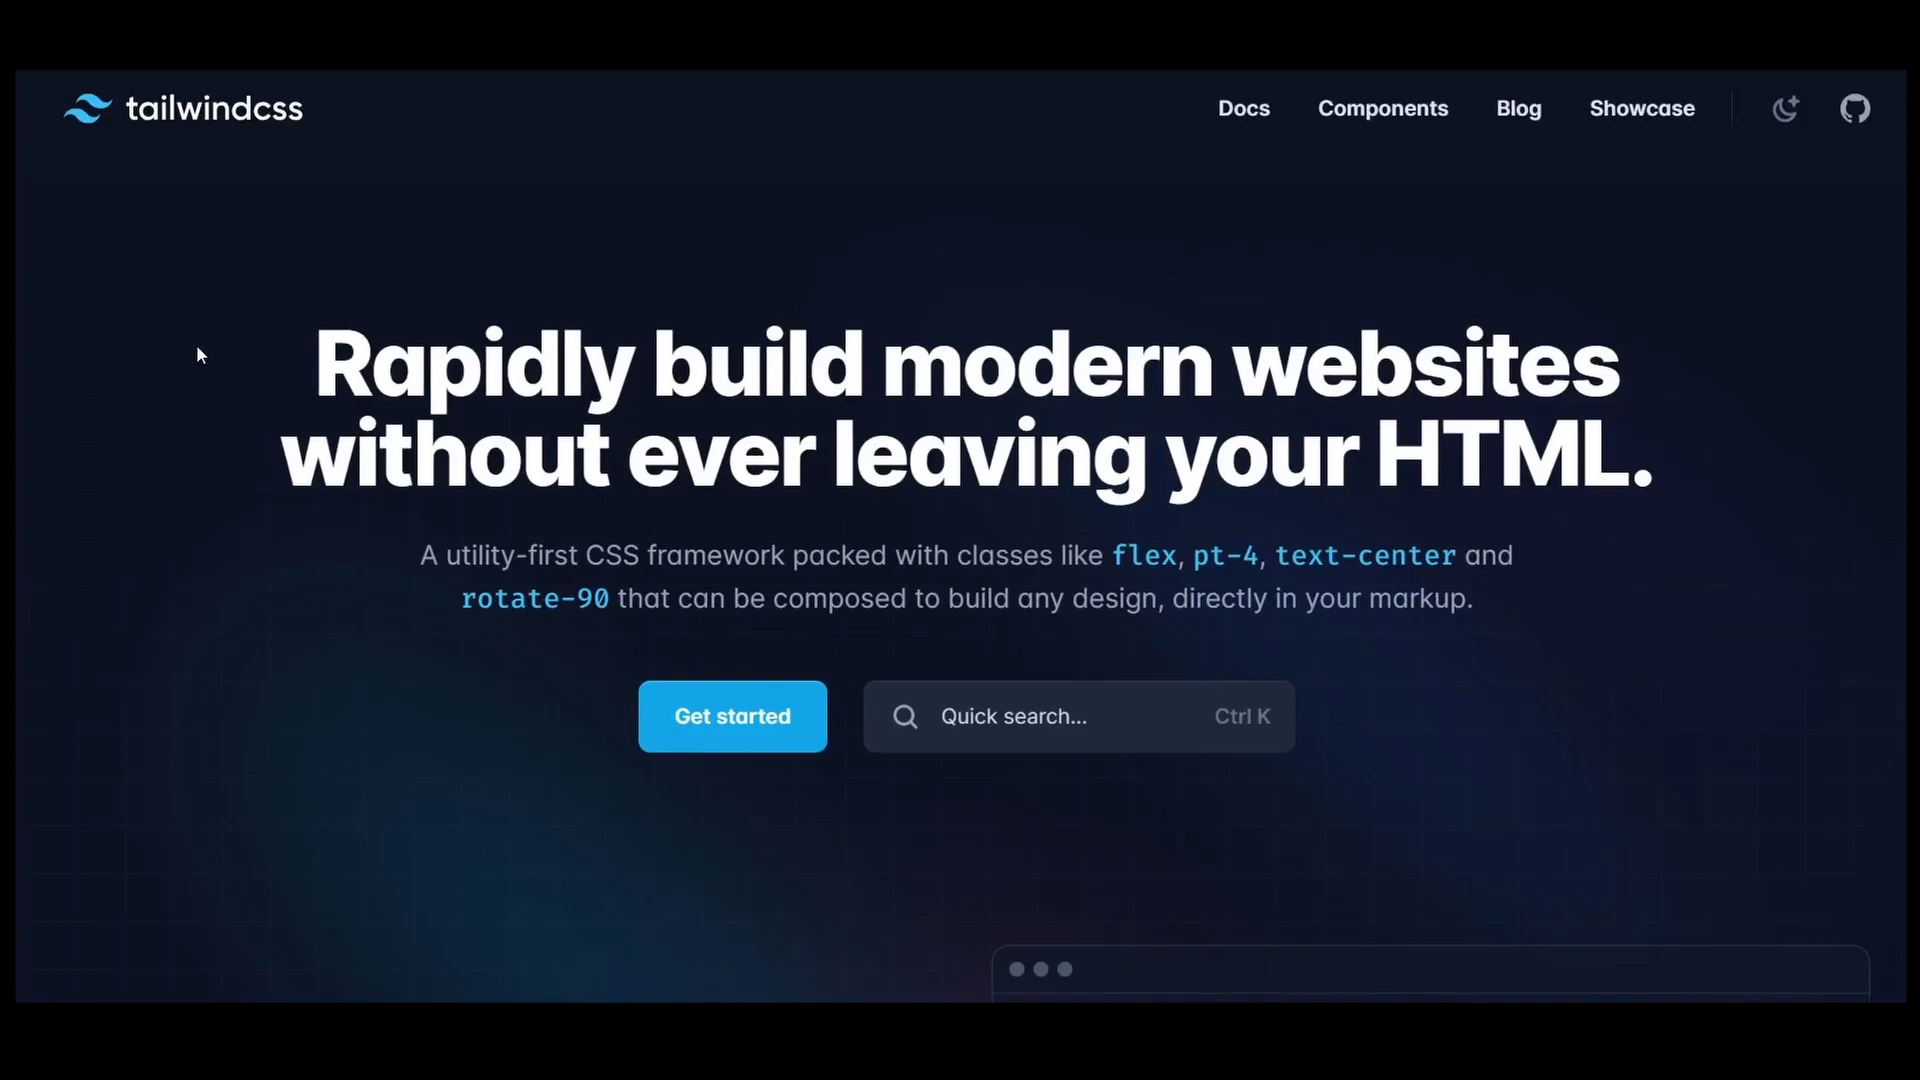 tailwindcss
Docs Components Blog Showcase
Rapidly build modern websites
without ever leaving your HTML.
A utility-first CSS framework packed with classes like flex, pt-4, text-center and
rotate-90 that can be composed to build any design, directly in your markup.
Get started
Quick search... Ctrl K